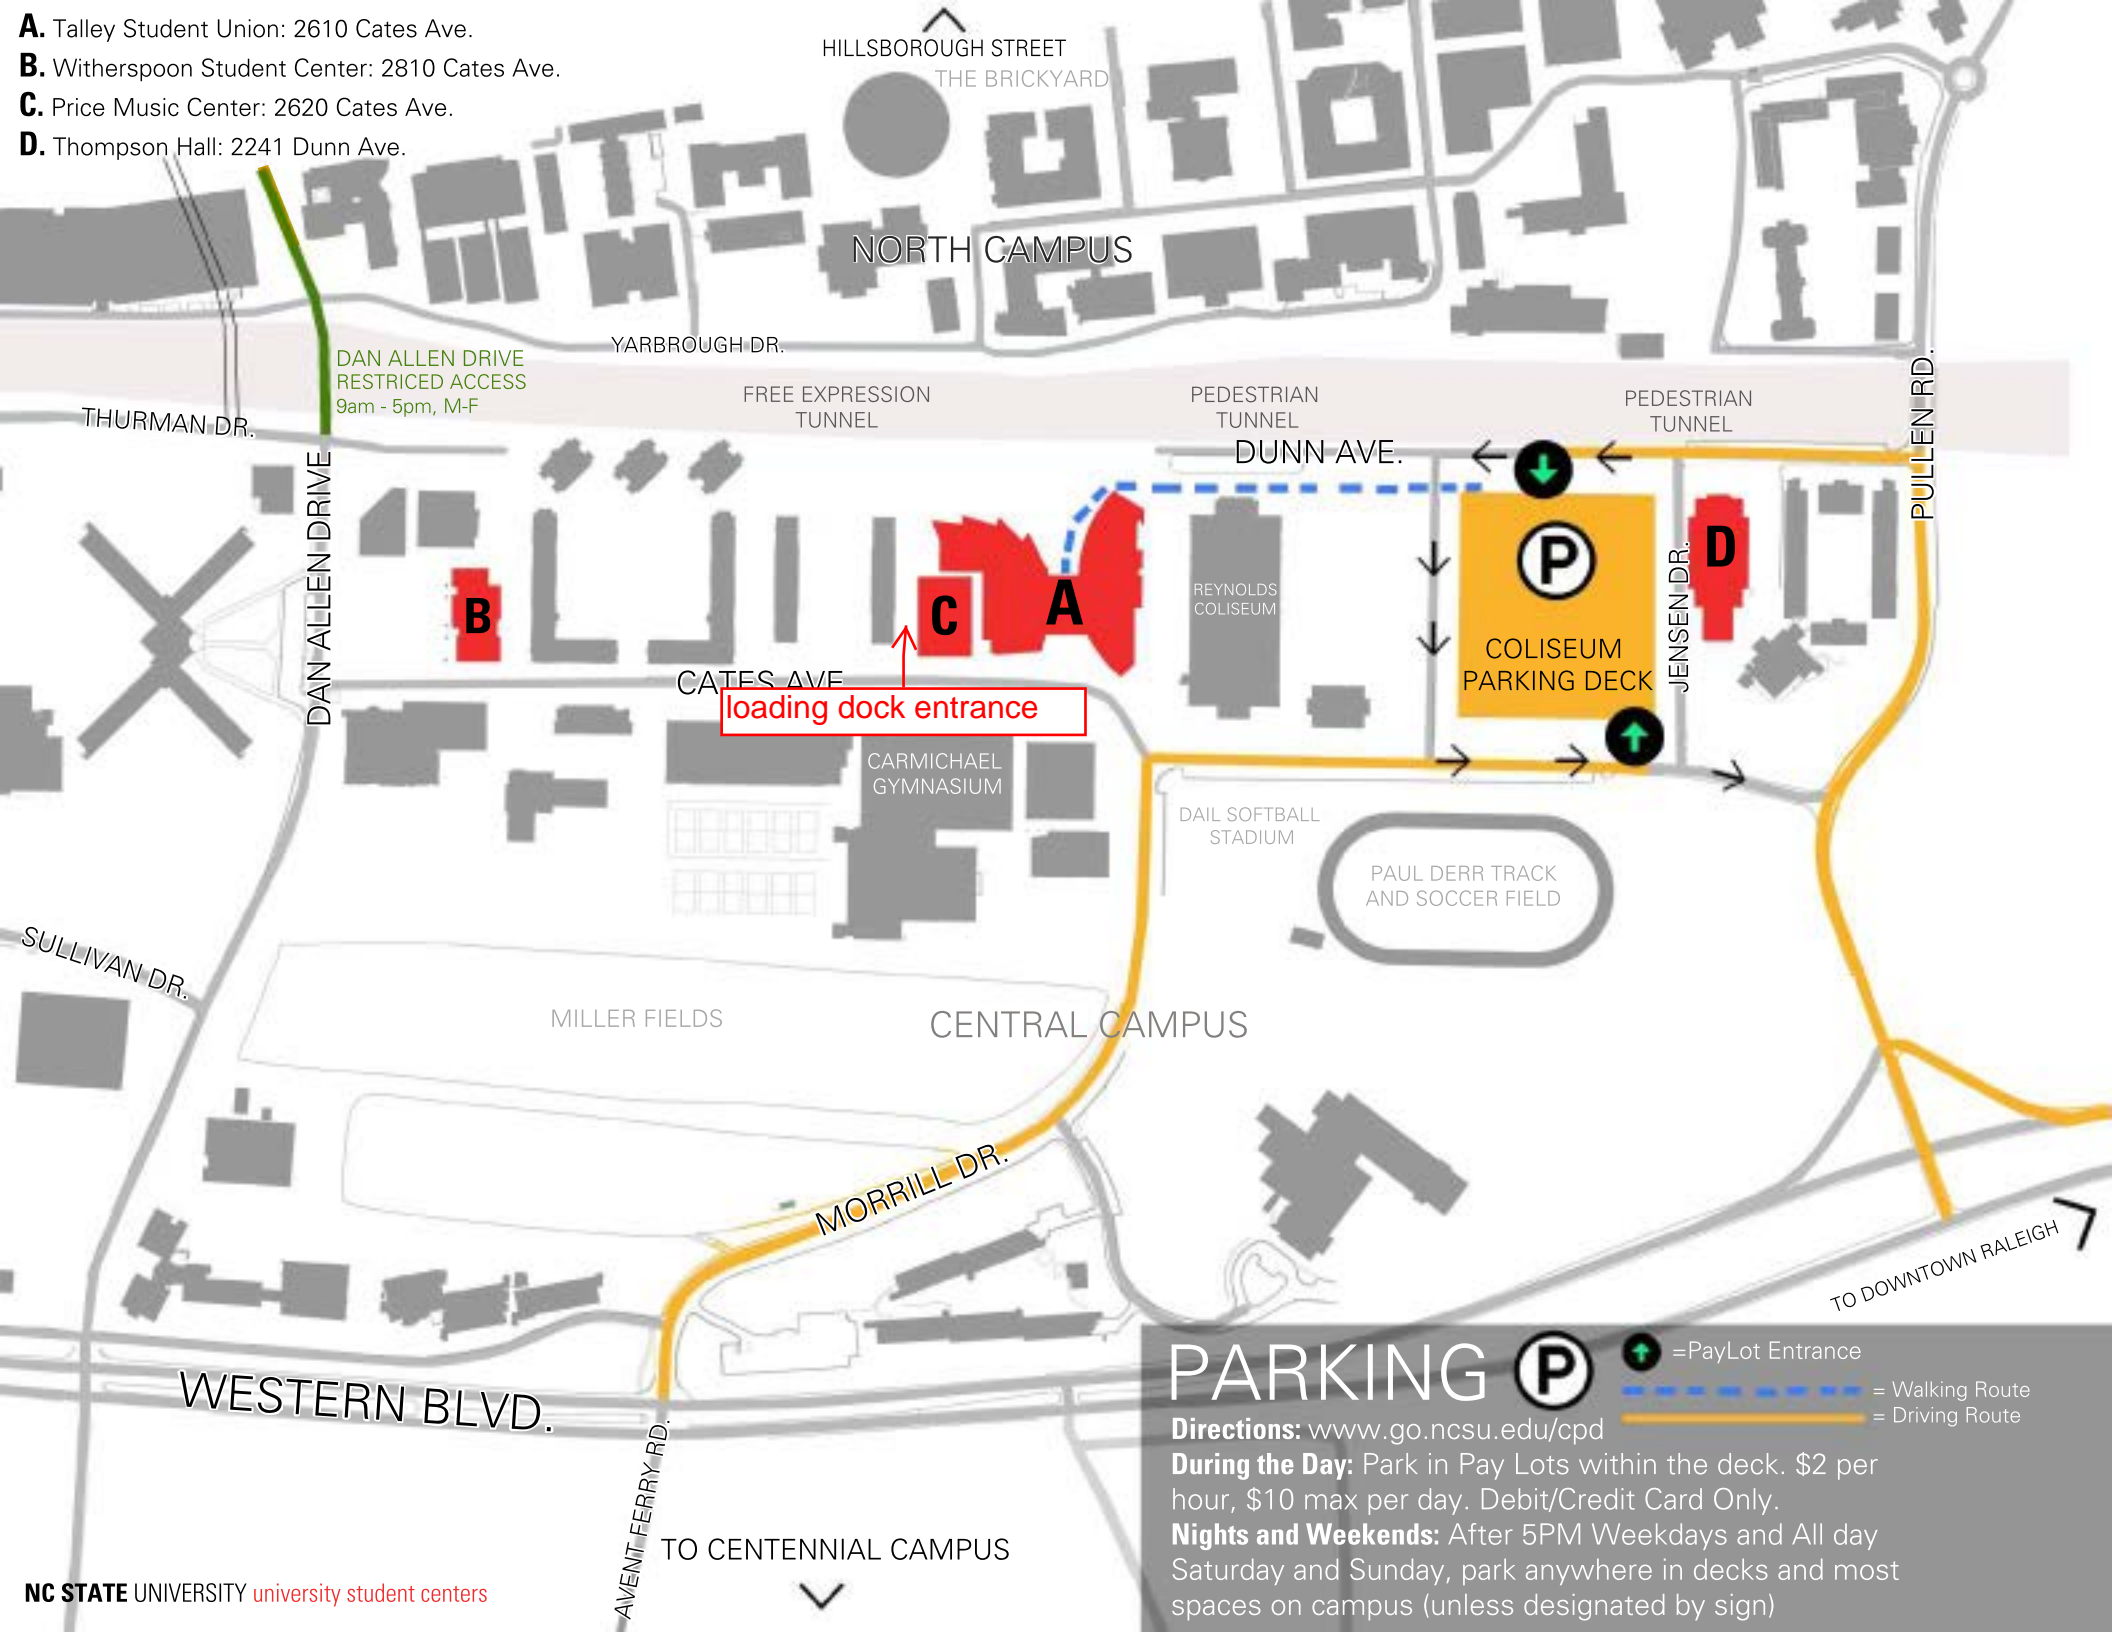 A. Talley Student Union: 2610 Cates Ave.
B. Witherspoon Student Center: 2810 Cates Ave.
C. Price Music Center: 2620 Cates Ave.
D. Thompson Hall: 2241 Dunn Ave.
HILLSBOROUGH STREET
THE BRICKYARD
NORTH CAMPUS
YARBROUGH DR.
DAN ALLEN DRIVE
RESTRICED ACCESS
9am - 5pm, M-F
FREE EXPRESSION
TUNNEL
PEDESTRIAN
TUNNEL
PEDESTRIAN
TUNNEL
PULLEN RD.
THURMAN DR.
DUNN AVE.
DAN ALLEN DRIVE
B
C
A
REYNOLDS
COLISEUM
P
COLISEUM
PARKING DECK
JENSEN DR.
D
CATES AVE
loading dock entrance
CARMICHAEL
GYMNASIUM
DAIL SOFTBALL
STADIUM
PAUL DERR TRACK
AND SOCCER FIELD
SULLIVAN DR.
MILLER FIELDS
CENTRAL CAMPUS
MORRILL DR.
TO DOWNTOWN RALEIGH
WESTERN BLVD.
AVENT FERRY RD.
TO CENTENNIAL CAMPUS
NC STATE UNIVERSITY university student centers
PARKING P
=PayLot Entrance
= Walking Route
= Driving Route
Directions: www.go.ncsu.edu/cpd
During the Day: Park in Pay Lots within the deck. $2 per
hour, $10 max per day. Debit/Credit Card Only.
Nights and Weekends: After 5PM Weekdays and All day
Saturday and Sunday, park anywhere in decks and most
spaces on campus (unless designated by sign)